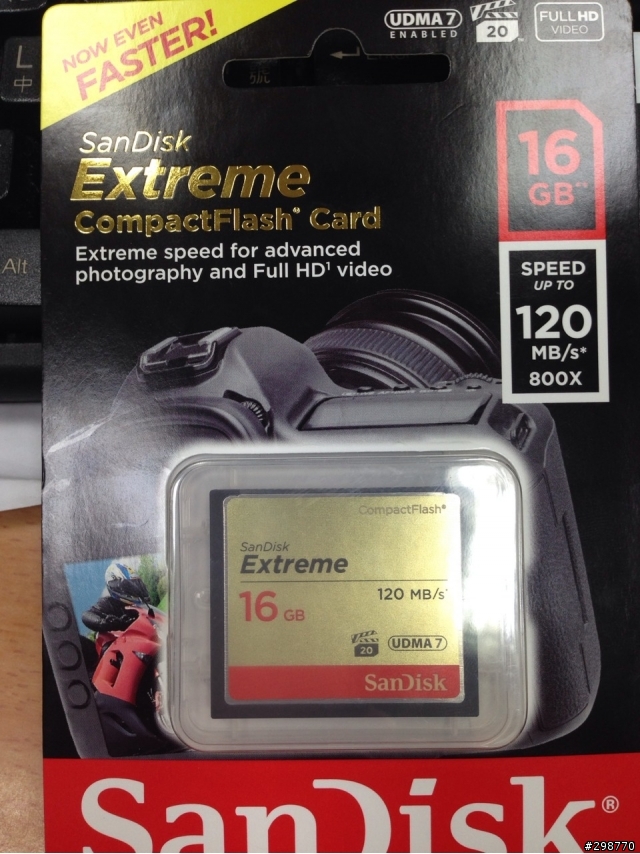 NOW EVEN
FASTER!
UDMA 7
ENABLED
20
FULL HD
VIDEO
L
中
Alt
SanDisk
Extreme
CompactFlash® Card
Extreme speed for advanced
photography and Full HD¹ video
16
GB**
SPEED
UP TO
120
MB/s*
800X
CompactFlash®
SanDisk
Extreme
120 MB/s*
16 GB
20 UDMA 7
SanDisk
SanDisk®
#298770